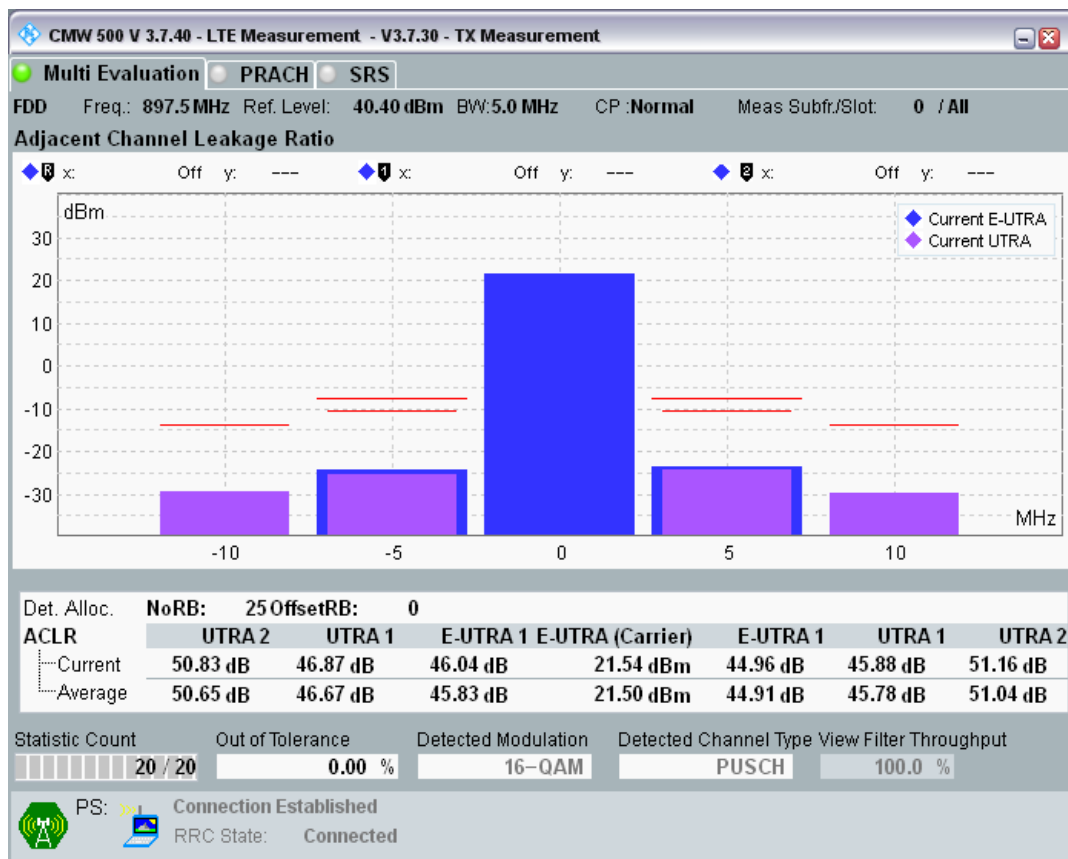 CMW 500 V 3.7.40 - LTE Measurement - V3.7.30 - TX Measurement
Multi Evaluation PRACH SRS
FDD Freq.: 897.5 MHz Ref. Level: 40.40 dBm BW:5.0 MHz CP :Normal Meas Subfr./Slot: 0 / All
Adjacent Channel Leakage Ratio
R x: Off y: --- 1 x: Off y: --- 2 x: Off y: ---
dBm
Current E-UTRA
Current UTRA
30
20
10
0
-10
-20
-30
MHz
-10 -5 0 5 10
Det. Alloc. NoRB: 25 OffsetRB: 0
ACLR UTRA 2 UTRA 1 E-UTRA 1 E-UTRA (Carrier) E-UTRA 1 UTRA 1 UTRA 2
Current 50.83 dB 46.87 dB 46.04 dB 21.54 dBm 44.96 dB 45.88 dB 51.16 dB
Average 50.65 dB 46.67 dB 45.83 dB 21.50 dBm 44.91 dB 45.78 dB 51.04 dB
Statistic Count Out of Tolerance Detected Modulation Detected Channel Type View Filter Throughput
20 / 20 0.00 % 16-QAM PUSCH 100.0 %
PS: Connection Established
RRC State: Connected